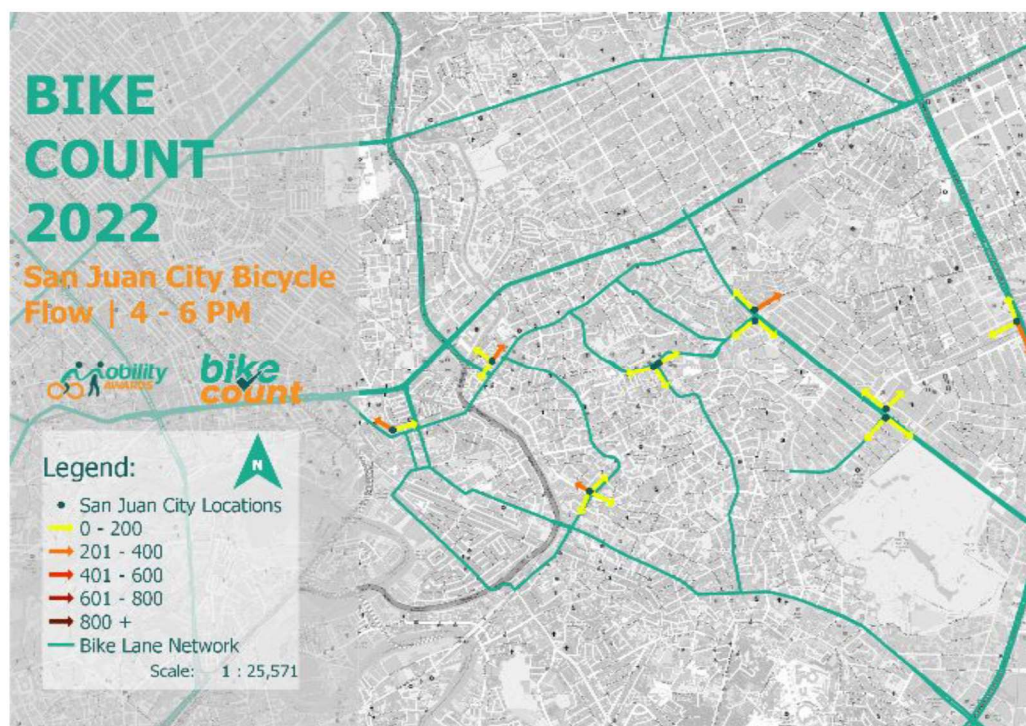 BIKE
COUNT
2022
San Juan City Bicycle
Flow | 4 - 6 PM
mobility
AWARDS
bike
count
N
Legend:
San Juan City Locations
0 - 200
201 - 400
401 - 600
601 - 800
800 +
Bike Lane Network
Scale: 1 : 25,571